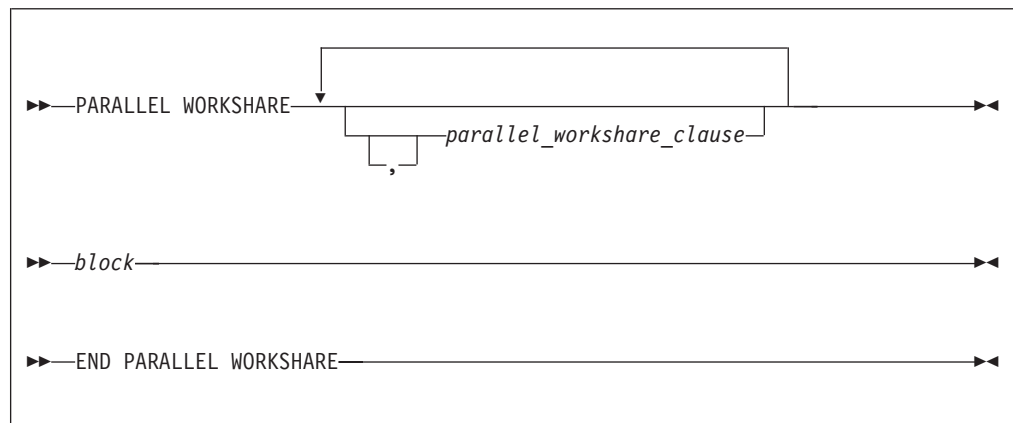 PARALLEL WORKSHARE
parallel_workshare_clause
,
block
END PARALLEL WORKSHARE